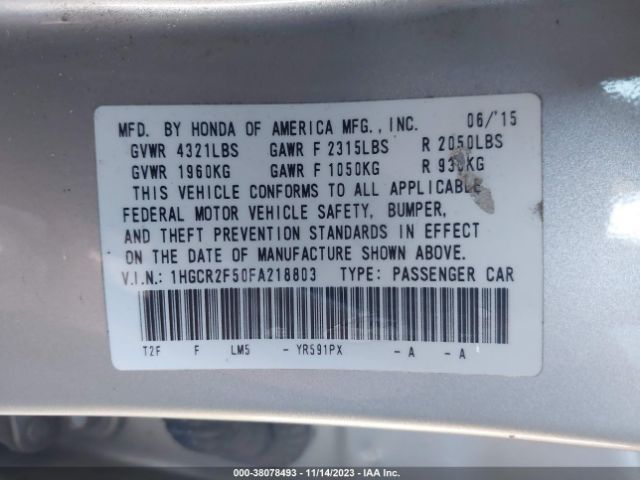 MFD. BY HONDA OF AMERICA MFG., INC. 06/'15
GVWR 4321LBS GAWR F 2315LBS R 2050LBS
GVWR 1960KG GAWR F 1050KG R 930KG
THIS VEHICLE CONFORMS TO ALL APPLICABLE
FEDERAL MOTOR VEHICLE SAFETY, BUMPER,
AND THEFT PREVENTION STANDARDS IN EFFECT
ON THE DATE OF MANUFACTURE SHOWN ABOVE.
V.I.N.: 1HGCR2F50FA218803 TYPE: PASSENGER CAR
T2F F LM5 - YR591PX - A - A
000-38078493 - 11/14/2023 - IAA Inc.